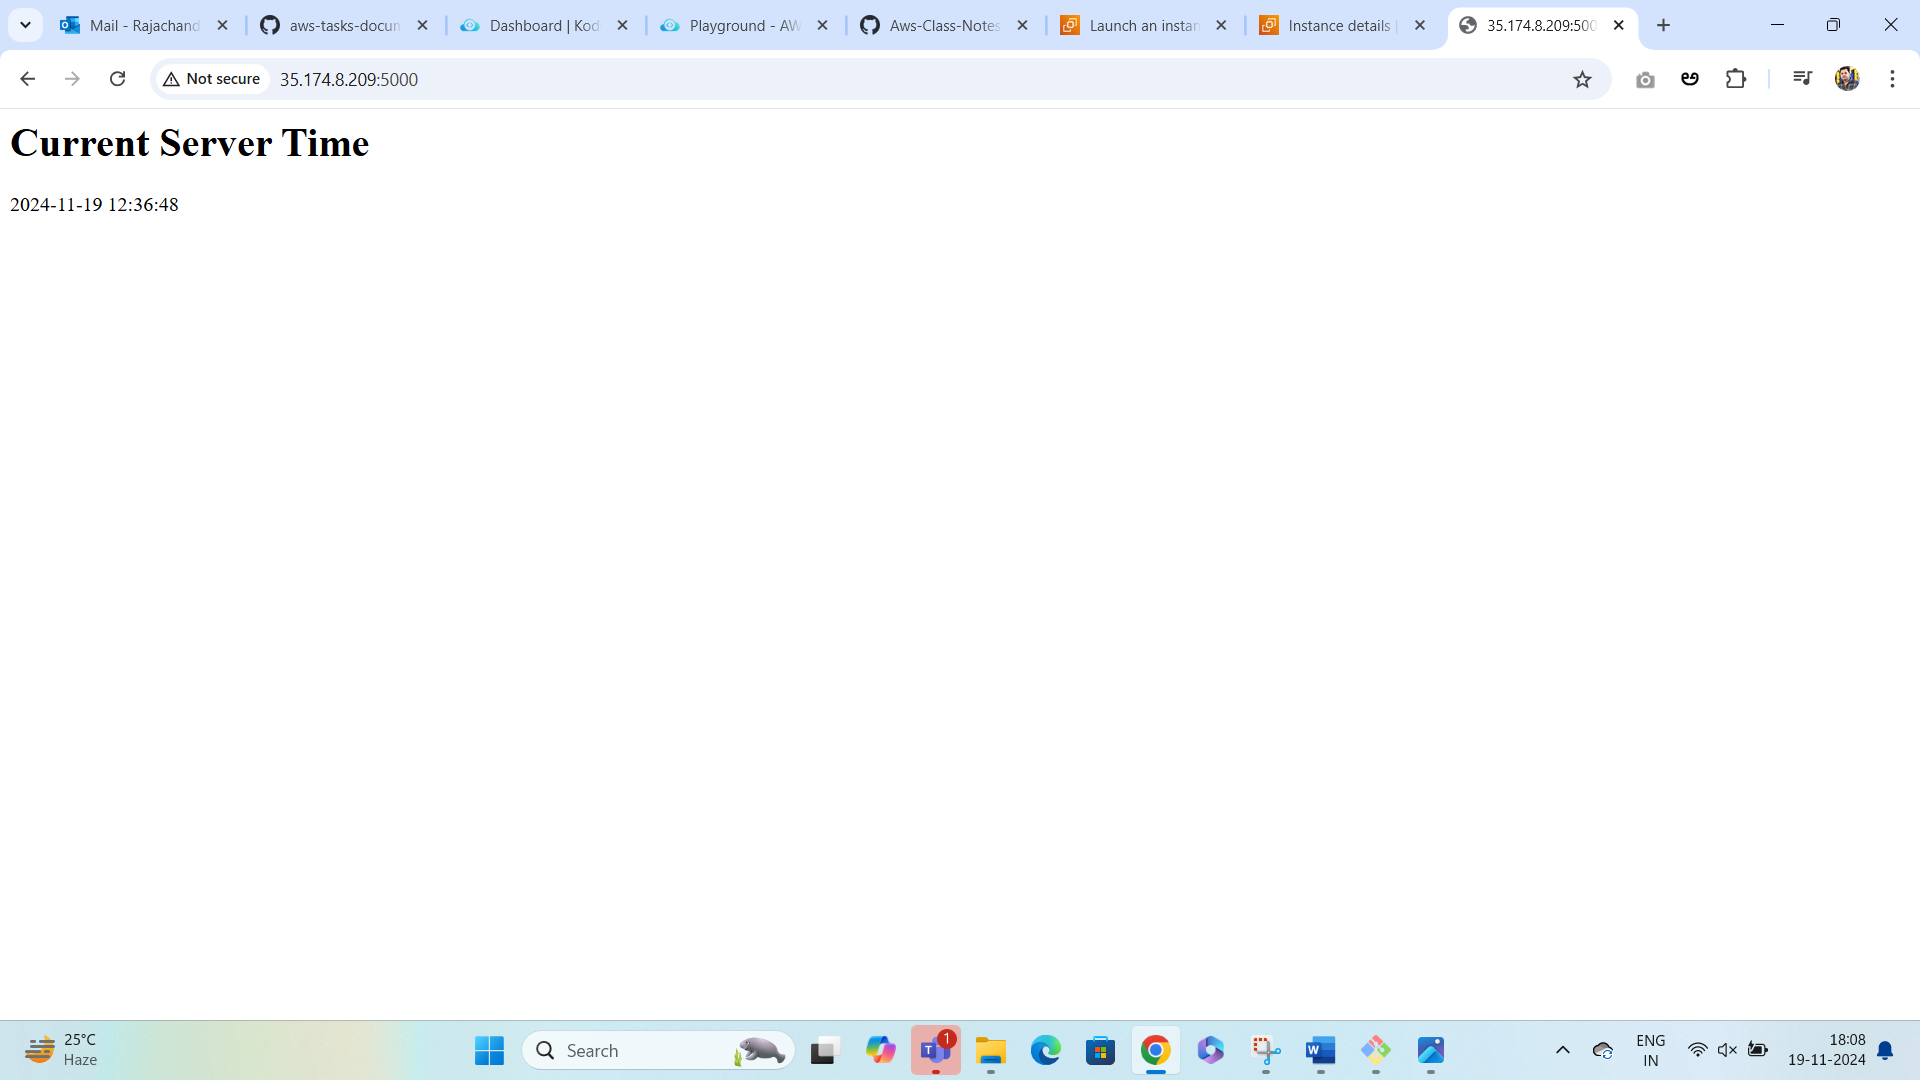 Mail - Rajachand
aws-tasks-docun
Dashboard | Kod
Playground - AW
Aws-Class-Notes
Launch an instan
Instance details |
35.174.8.209:500
Not secure
35.174.8.209:5000
Current Server Time
2024-11-19 12:36:48
25°C
Haze
Search
1
ENG
IN
18:08
19-11-2024